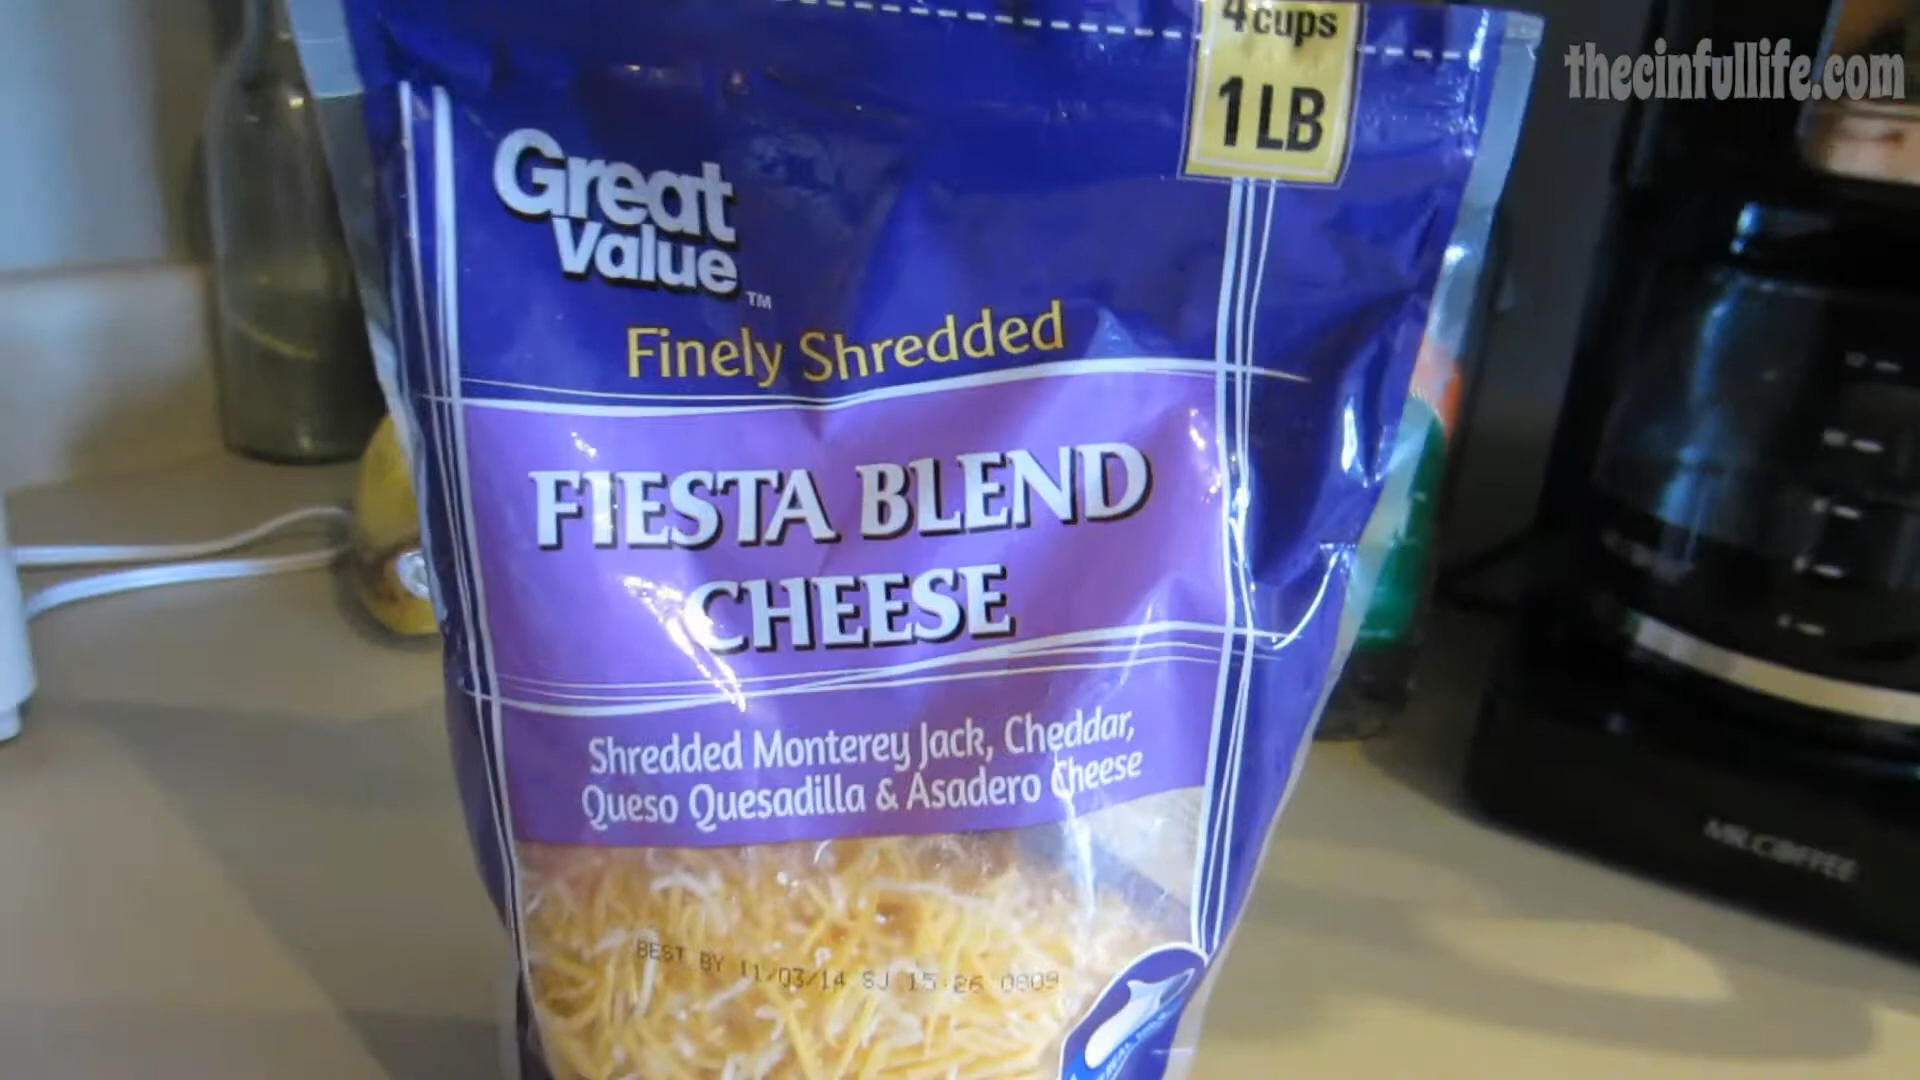 4 cups
1 LB
thecinfullife.com
Great
Value
TM
Finely Shredded
FIESTA BLEND
CHEESE
Shredded Monterey Jack, Cheddar,
Queso Quesadilla & Asadero Cheese
BEST BY 11/03/14 SJ 15:26 0809
MR. COFFEE